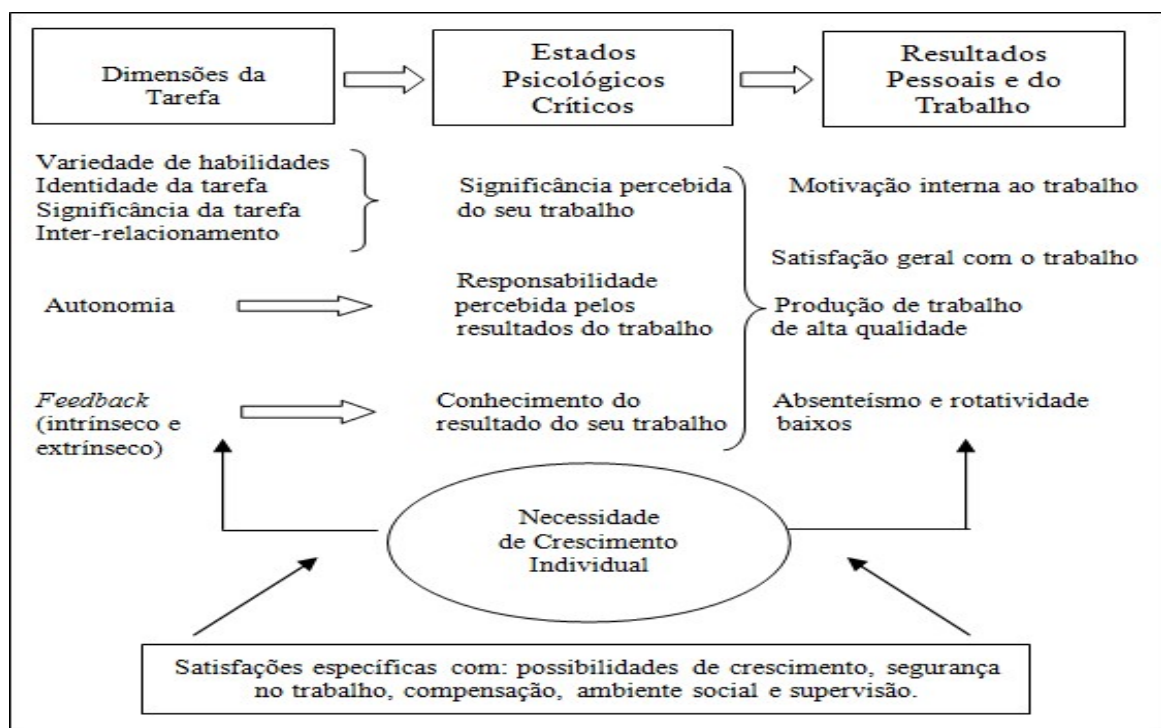 Dimensões da
Tarefa
Estados
Psicológicos
Críticos
Resultados
Pessoais e do
Trabalho
Variedade de habilidades
Identidade da tarefa
Significância da tarefa
Inter-relacionamento
Significância percebida
do seu trabalho
Motivação interna ao trabalho
Satisfação geral com o trabalho
Autonomia
Responsabilidade
percebida pelos
resultados do trabalho
Produção de trabalho
de alta qualidade
Feedback
(intrínseco e
extrínseco)
Conhecimento do
resultado do seu trabalho
Absenteísmo e rotatividade
baixos
Necessidade
de Crescimento
Individual
Satisfações específicas com: possibilidades de crescimento, segurança
no trabalho, compensação, ambiente social e supervisão.